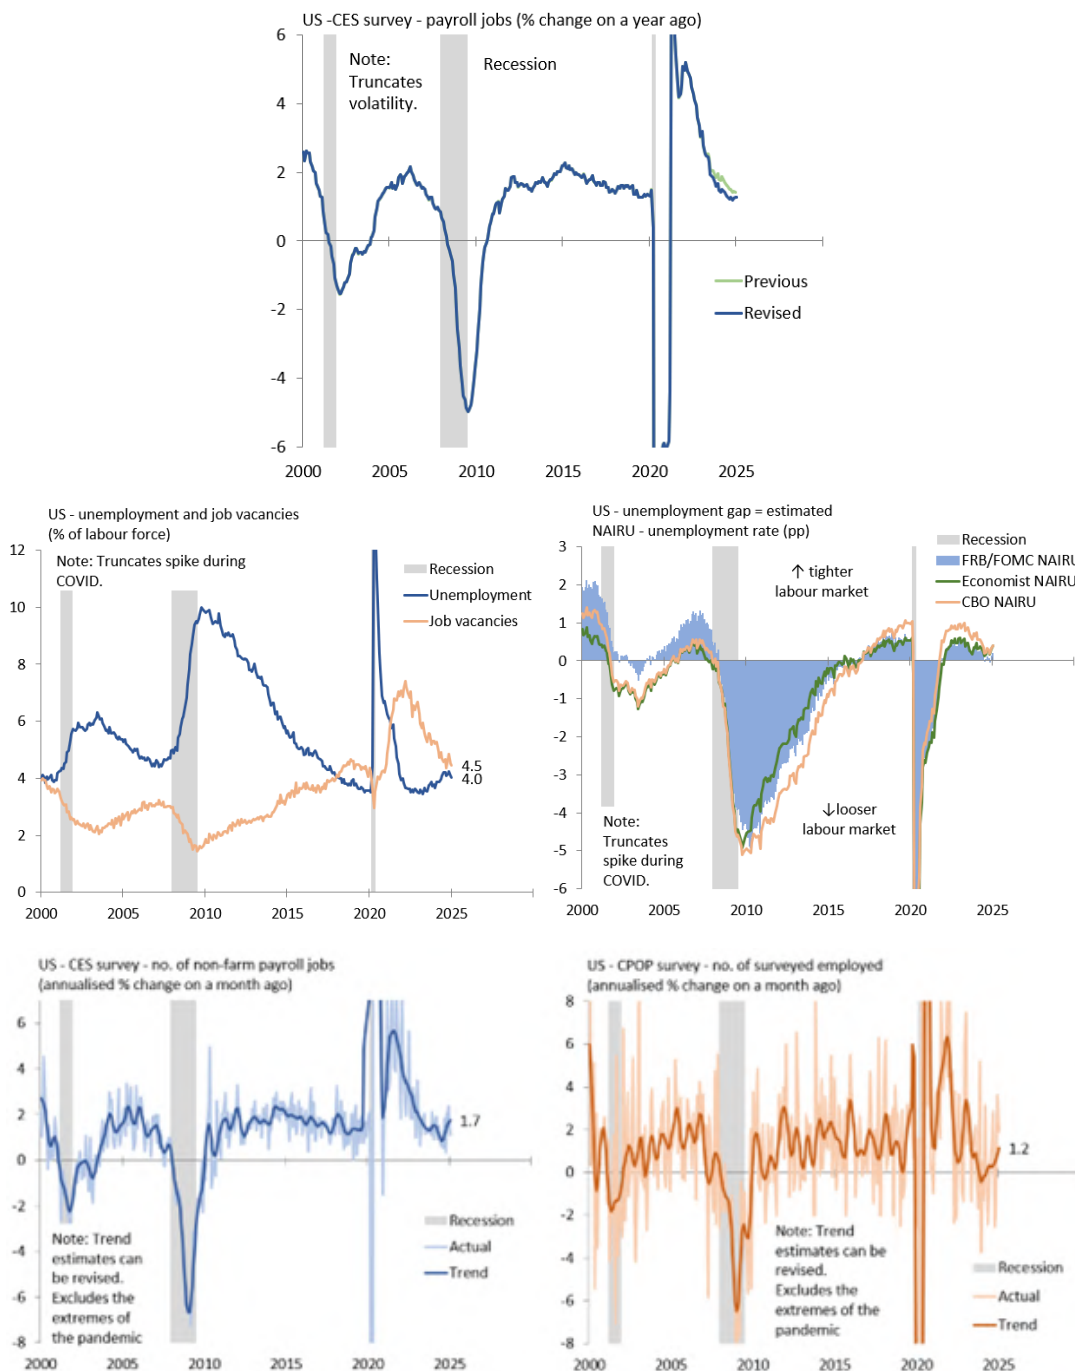 US -CES survey - payroll jobs (% change on a year ago)
6
4
2
0
-2
-4
-6
Note:
Truncates
volatility.
Recession
Previous
Revised
2000
2005
2010
2015
2020
2025
US - unemployment and job vacancies
(% of labour force)
12
10
8
6
4
2
0
Note: Truncates spike during
COVID.
Recession
Unemployment
Job vacancies
4.5
4.0
2000
2005
2010
2015
2020
2025
US - unemployment gap = estimated
NAIRU - unemployment rate (pp)
3
2
1
0
-1
-2
-3
-4
-5
-6
Recession
FRB/FOMC NAIRU
Economist NAIRU
CBO NAIRU
↑ tighter
labour market
↓looser
labour market
Note:
Truncates
spike during
COVID.
2000
2005
2010
2015
2020
2025
US - CES survey - no. of non-farm payroll jobs
(annualised % change on a month ago)
6
4
2
0
-2
-4
-6
-8
1.7
Note: Trend
estimates can
be revised.
Excludes the
extremes of
the pandemic
Recession
Actual
Trend
2000
2005
2010
2015
2020
2025
US - CPOP survey - no. of surveyed employed
(annualised % change on a month ago)
8
6
4
2
0
-2
-4
-6
-8
1.2
Note: Trend
estimates can be
revised.
Excludes the
extremes of the
pandemic
Recession
Actual
Trend
2000
2005
2010
2015
2020
2025